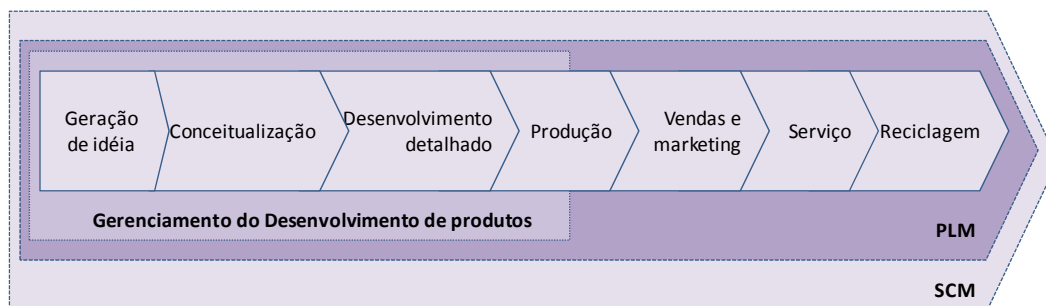 Geração
de idéia
Conceitualização
Desenvolvimento
detalhado
Produção
Vendas e
marketing
Serviço
Reciclagem
Gerenciamento do Desenvolvimento de produtos
PLM
SCM